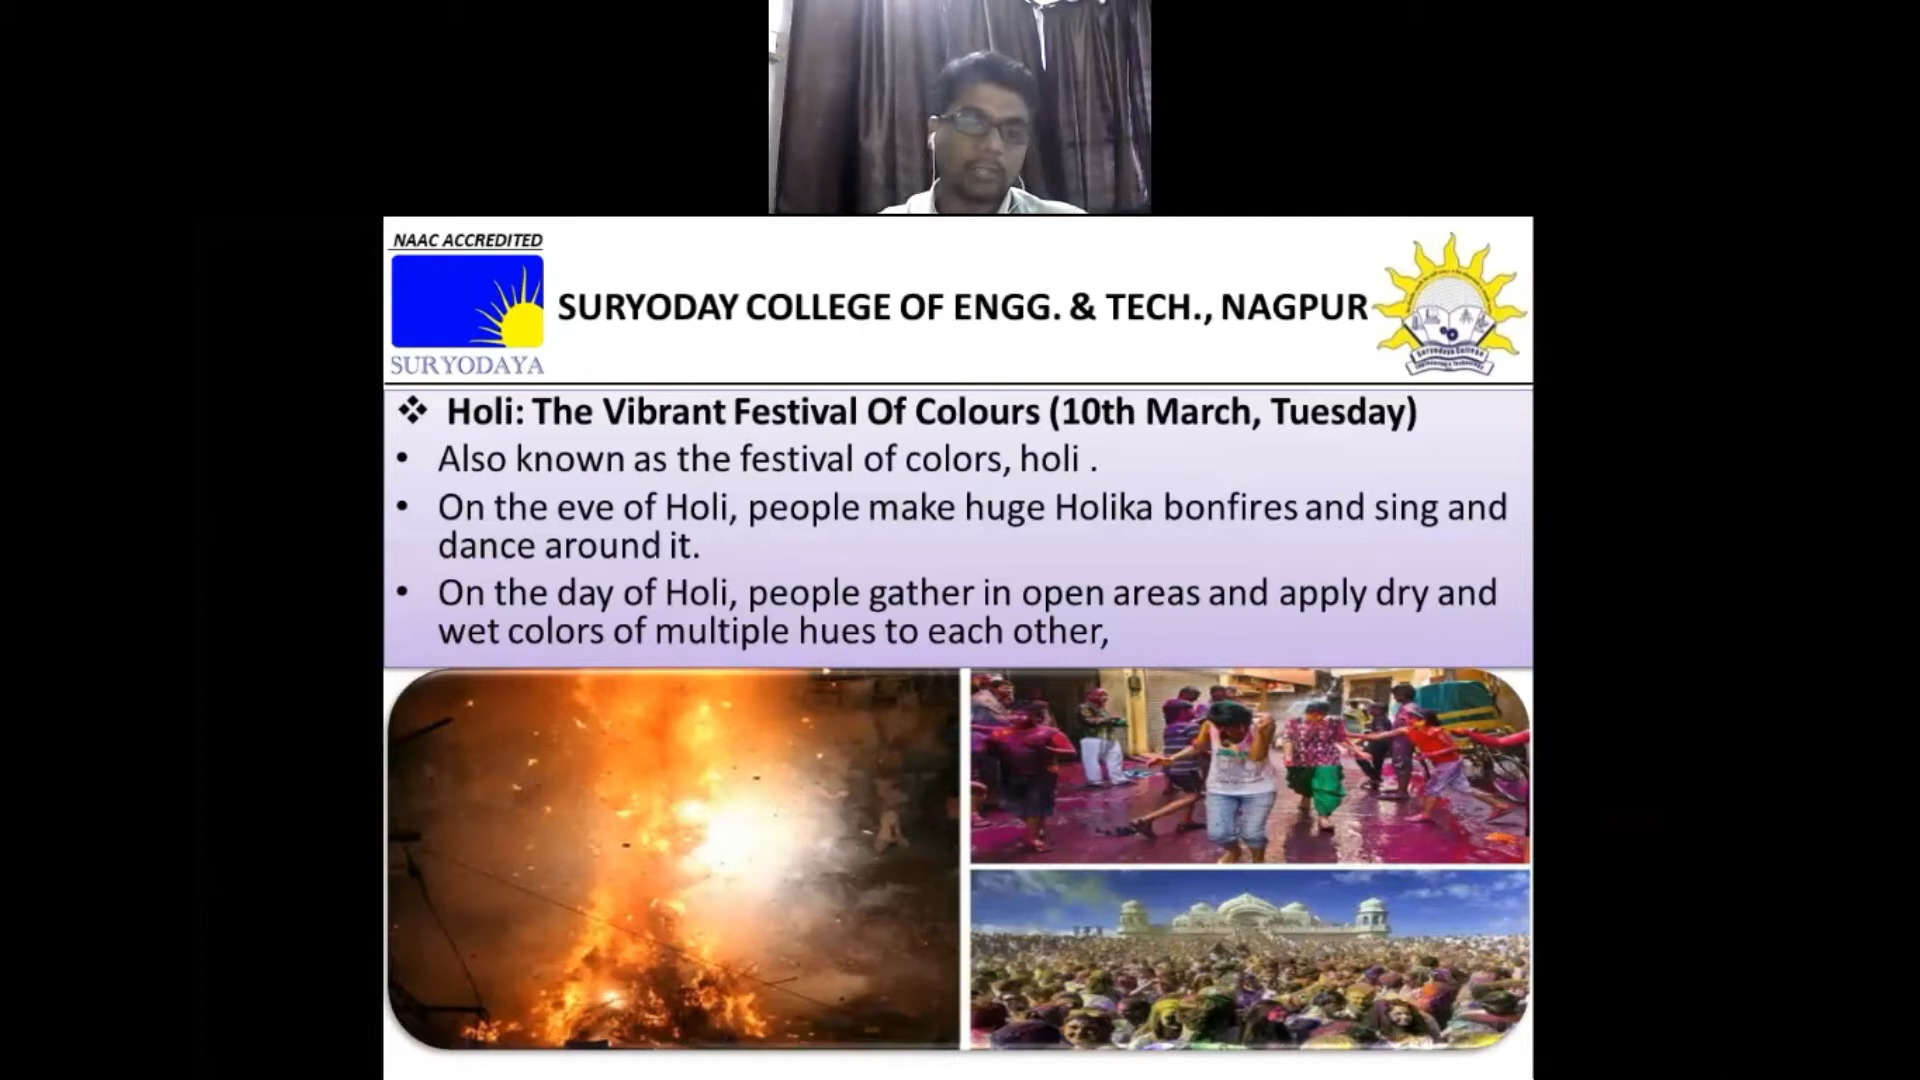 NAAC ACCREDITED
SURYODAYA
SURYODAY COLLEGE OF ENGG. & TECH., NAGPUR
Suryodaya College
❖ Holi: The Vibrant Festival Of Colours (10th March, Tuesday)
• Also known as the festival of colors, holi .
• On the eve of Holi, people make huge Holika bonfires and sing and
dance around it.
• On the day of Holi, people gather in open areas and apply dry and
wet colors of multiple hues to each other,